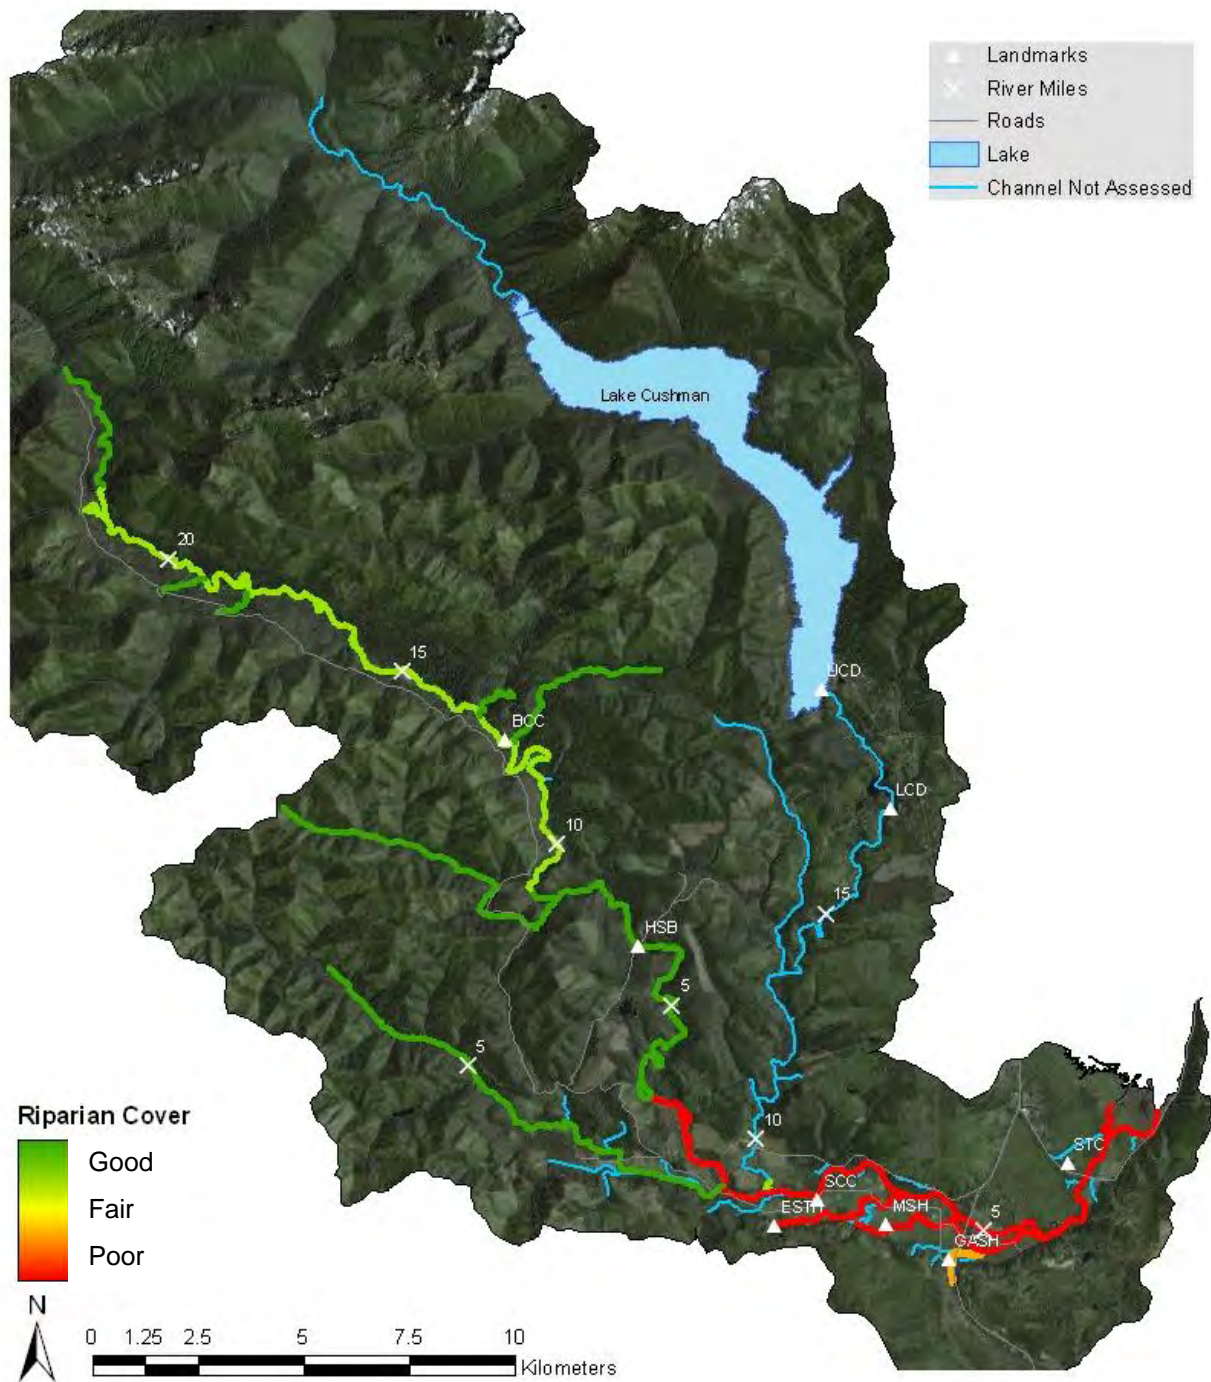 Landmarks
River Miles
Roads
Lake
Channel Not Assessed
Lake Cushman
20
15
UCD
BCC
LCD
10
15
HSB
5
5
10
STC
SCC
ESTH
MSH
5
GASH
Riparian Cover
Good
Fair
Poor
N
0 1.25 2.5 5 7.5 10
Kilometers